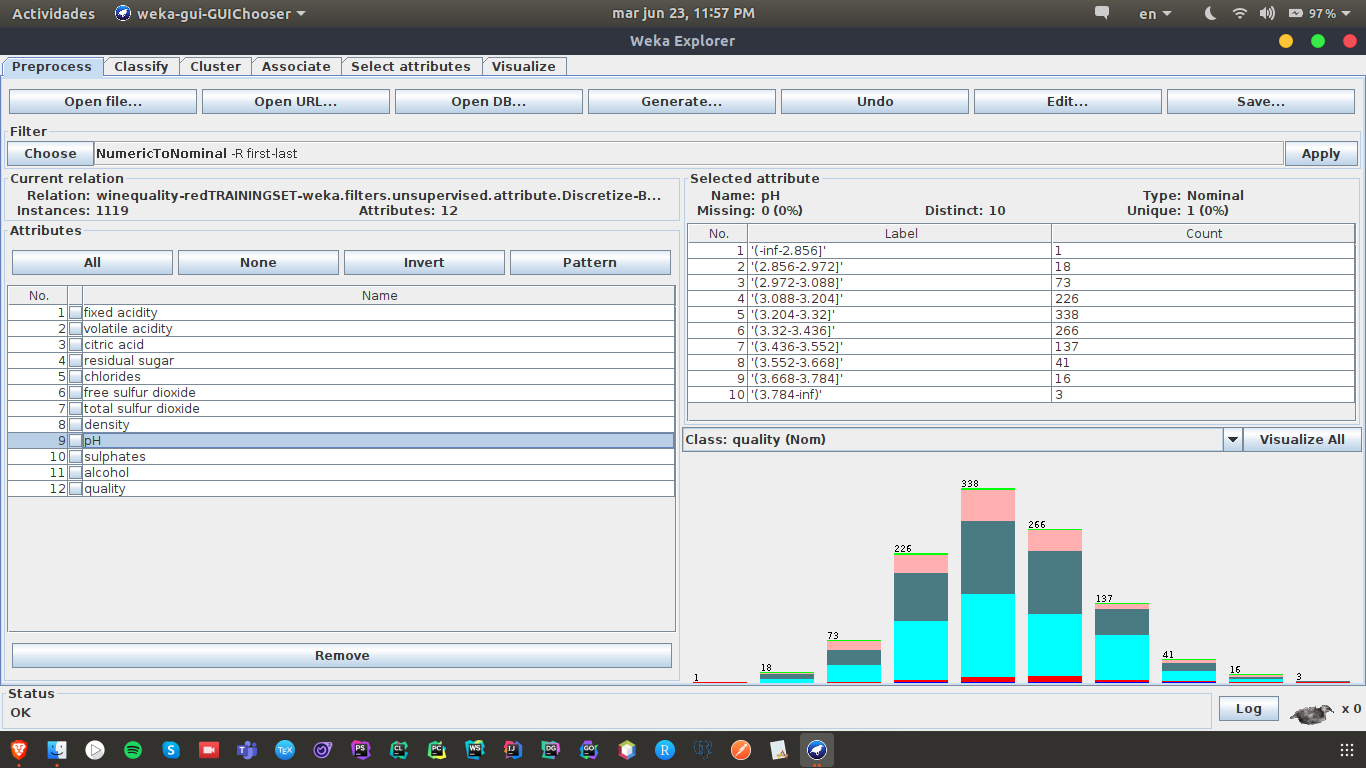 Actividades weka-gui-GUIChooser mar jun 23, 11:57 PM en 97%
Weka Explorer
Preprocess Classify Cluster Associate Select attributes Visualize
Open file... Open URL... Open DB... Generate... Undo Edit... Save...
Filter
Choose NumericToNominal -R first-last Apply
Current relation
Relation: winequality-redTRAININGSET-weka.filters.unsupervised.attribute.Discretize-B...
Instances: 1119 Attributes: 12
Attributes
All None Invert Pattern
No. Name
1 fixed acidity
2 volatile acidity
3 citric acid
4 residual sugar
5 chlorides
6 free sulfur dioxide
7 total sulfur dioxide
8 density
9 pH
10 sulphates
11 alcohol
12 quality
Remove
Selected attribute
Name: pH Type: Nominal
Missing: 0 (0%) Distinct: 10 Unique: 1 (0%)
No. Label Count
1 '(-inf-2.856]' 1
2 '(2.856-2.972]' 18
3 '(2.972-3.088]' 73
4 '(3.088-3.204]' 226
5 '(3.204-3.32]' 338
6 '(3.32-3.436]' 266
7 '(3.436-3.552]' 137
8 '(3.552-3.668]' 41
9 '(3.668-3.784]' 16
10 '(3.784-inf)' 3
Class: quality (Nom) Visualize All
1 18 73 226 338 266 137 41 16 3
Status
OK
Log x 0
S TEX PS CL PC WS IJ DG GO R